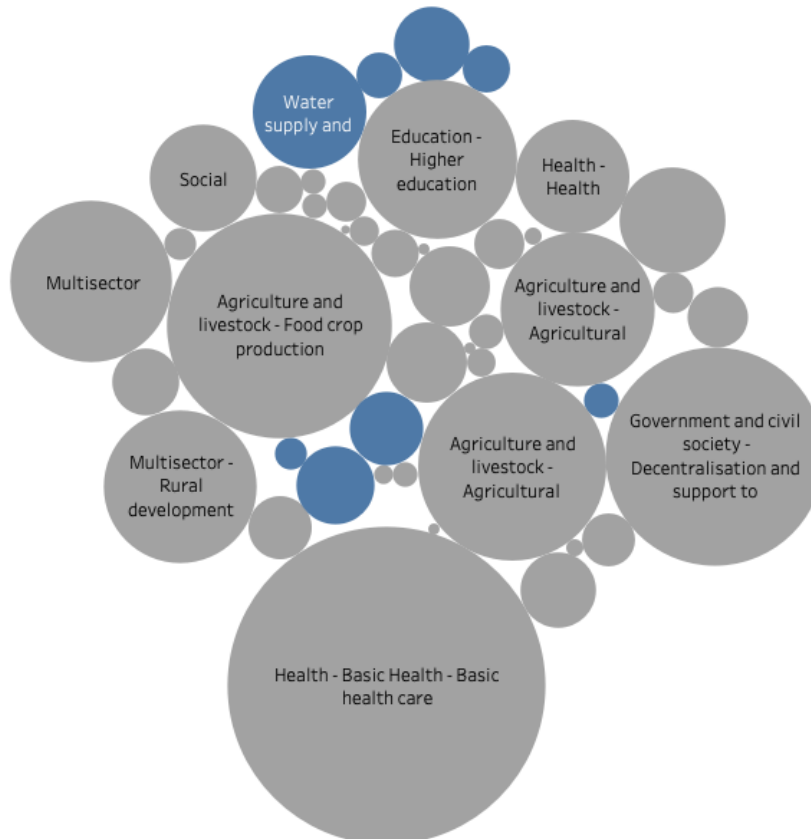 Water
supply and
Education -
Higher
education
Health -
Health
Social
Multisector
Agriculture and
livestock - Food crop
production
Agriculture and
livestock -
Agricultural
Multisector -
Rural
development
Agriculture and
livestock -
Agricultural
Government and civil
society -
Decentralisation and
support to
Health - Basic Health - Basic
health care